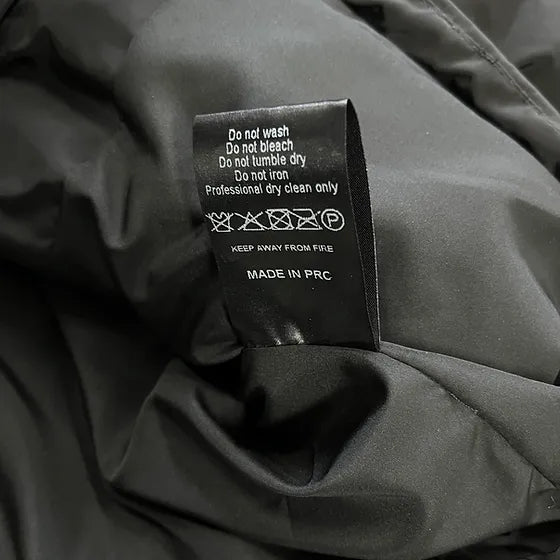 Do not wash
Do not bleach
Do not tumble dry
Do not iron
Professional dry clean only
P
KEEP AWAY FROM FIRE
MADE IN PRC